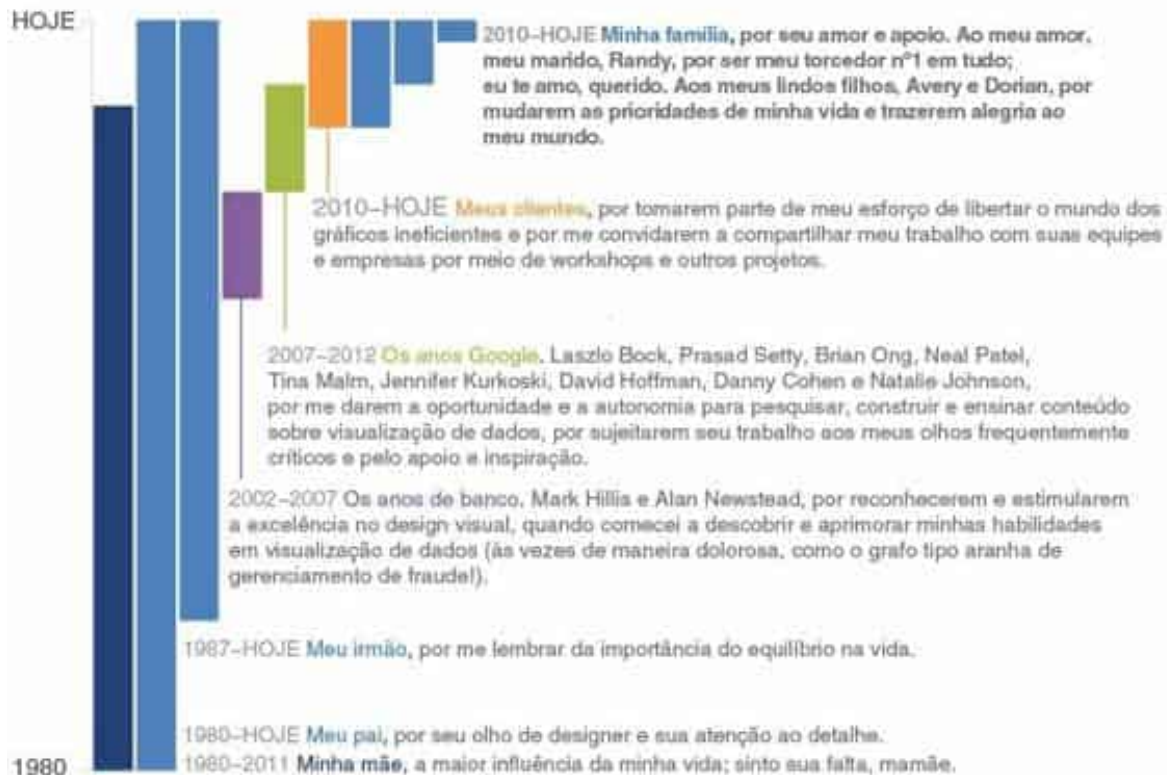 HOJE
2010–HOJE Minha família, por seu amor e apoio. Ao meu amor,
meu marido, Randy, por ser meu torcedor nº1 em tudo;
eu te amo, querido. Aos meus lindos filhos, Avery e Dorian, por
mudarem as prioridades de minha vida e trazerem alegria ao
meu mundo.
2010–HOJE Meus clientes, por tomarem parte de meu esforço de libertar o mundo dos
gráficos ineficientes e por me convidarem a compartilhar meu trabalho com suas equipes
e empresas por meio de workshops e outros projetos.
2007–2012 Os anos Google. Laszlo Bock, Prasad Setty, Brian Ong, Neal Patel,
Tina Malm, Jennifer Kurkoski, David Hoffman, Danny Cohen e Natalie Johnson,
por me darem a oportunidade e a autonomia para pesquisar, construir e ensinar conteúdo
sobre visualização de dados, por sujeitarem seu trabalho aos meus olhos frequentemente
críticos e pelo apoio e inspiração.
2002–2007 Os anos de banco. Mark Hillis e Alan Newstead, por reconhecerem e estimularem
a excelência no design visual, quando comecei a descobrir e aprimorar minhas habilidades
em visualização de dados (às vezes de maneira dolorosa, como o grafo tipo aranha de
gerenciamento de fraude!).
1987–HOJE Meu irmão, por me lembrar da importância do equilíbrio na vida.
1980–HOJE Meu pai, por seu olho de designer e sua atenção ao detalhe.
1980 1980–2011 Minha mãe, a maior influência da minha vida; sinto sua falta, mamãe.